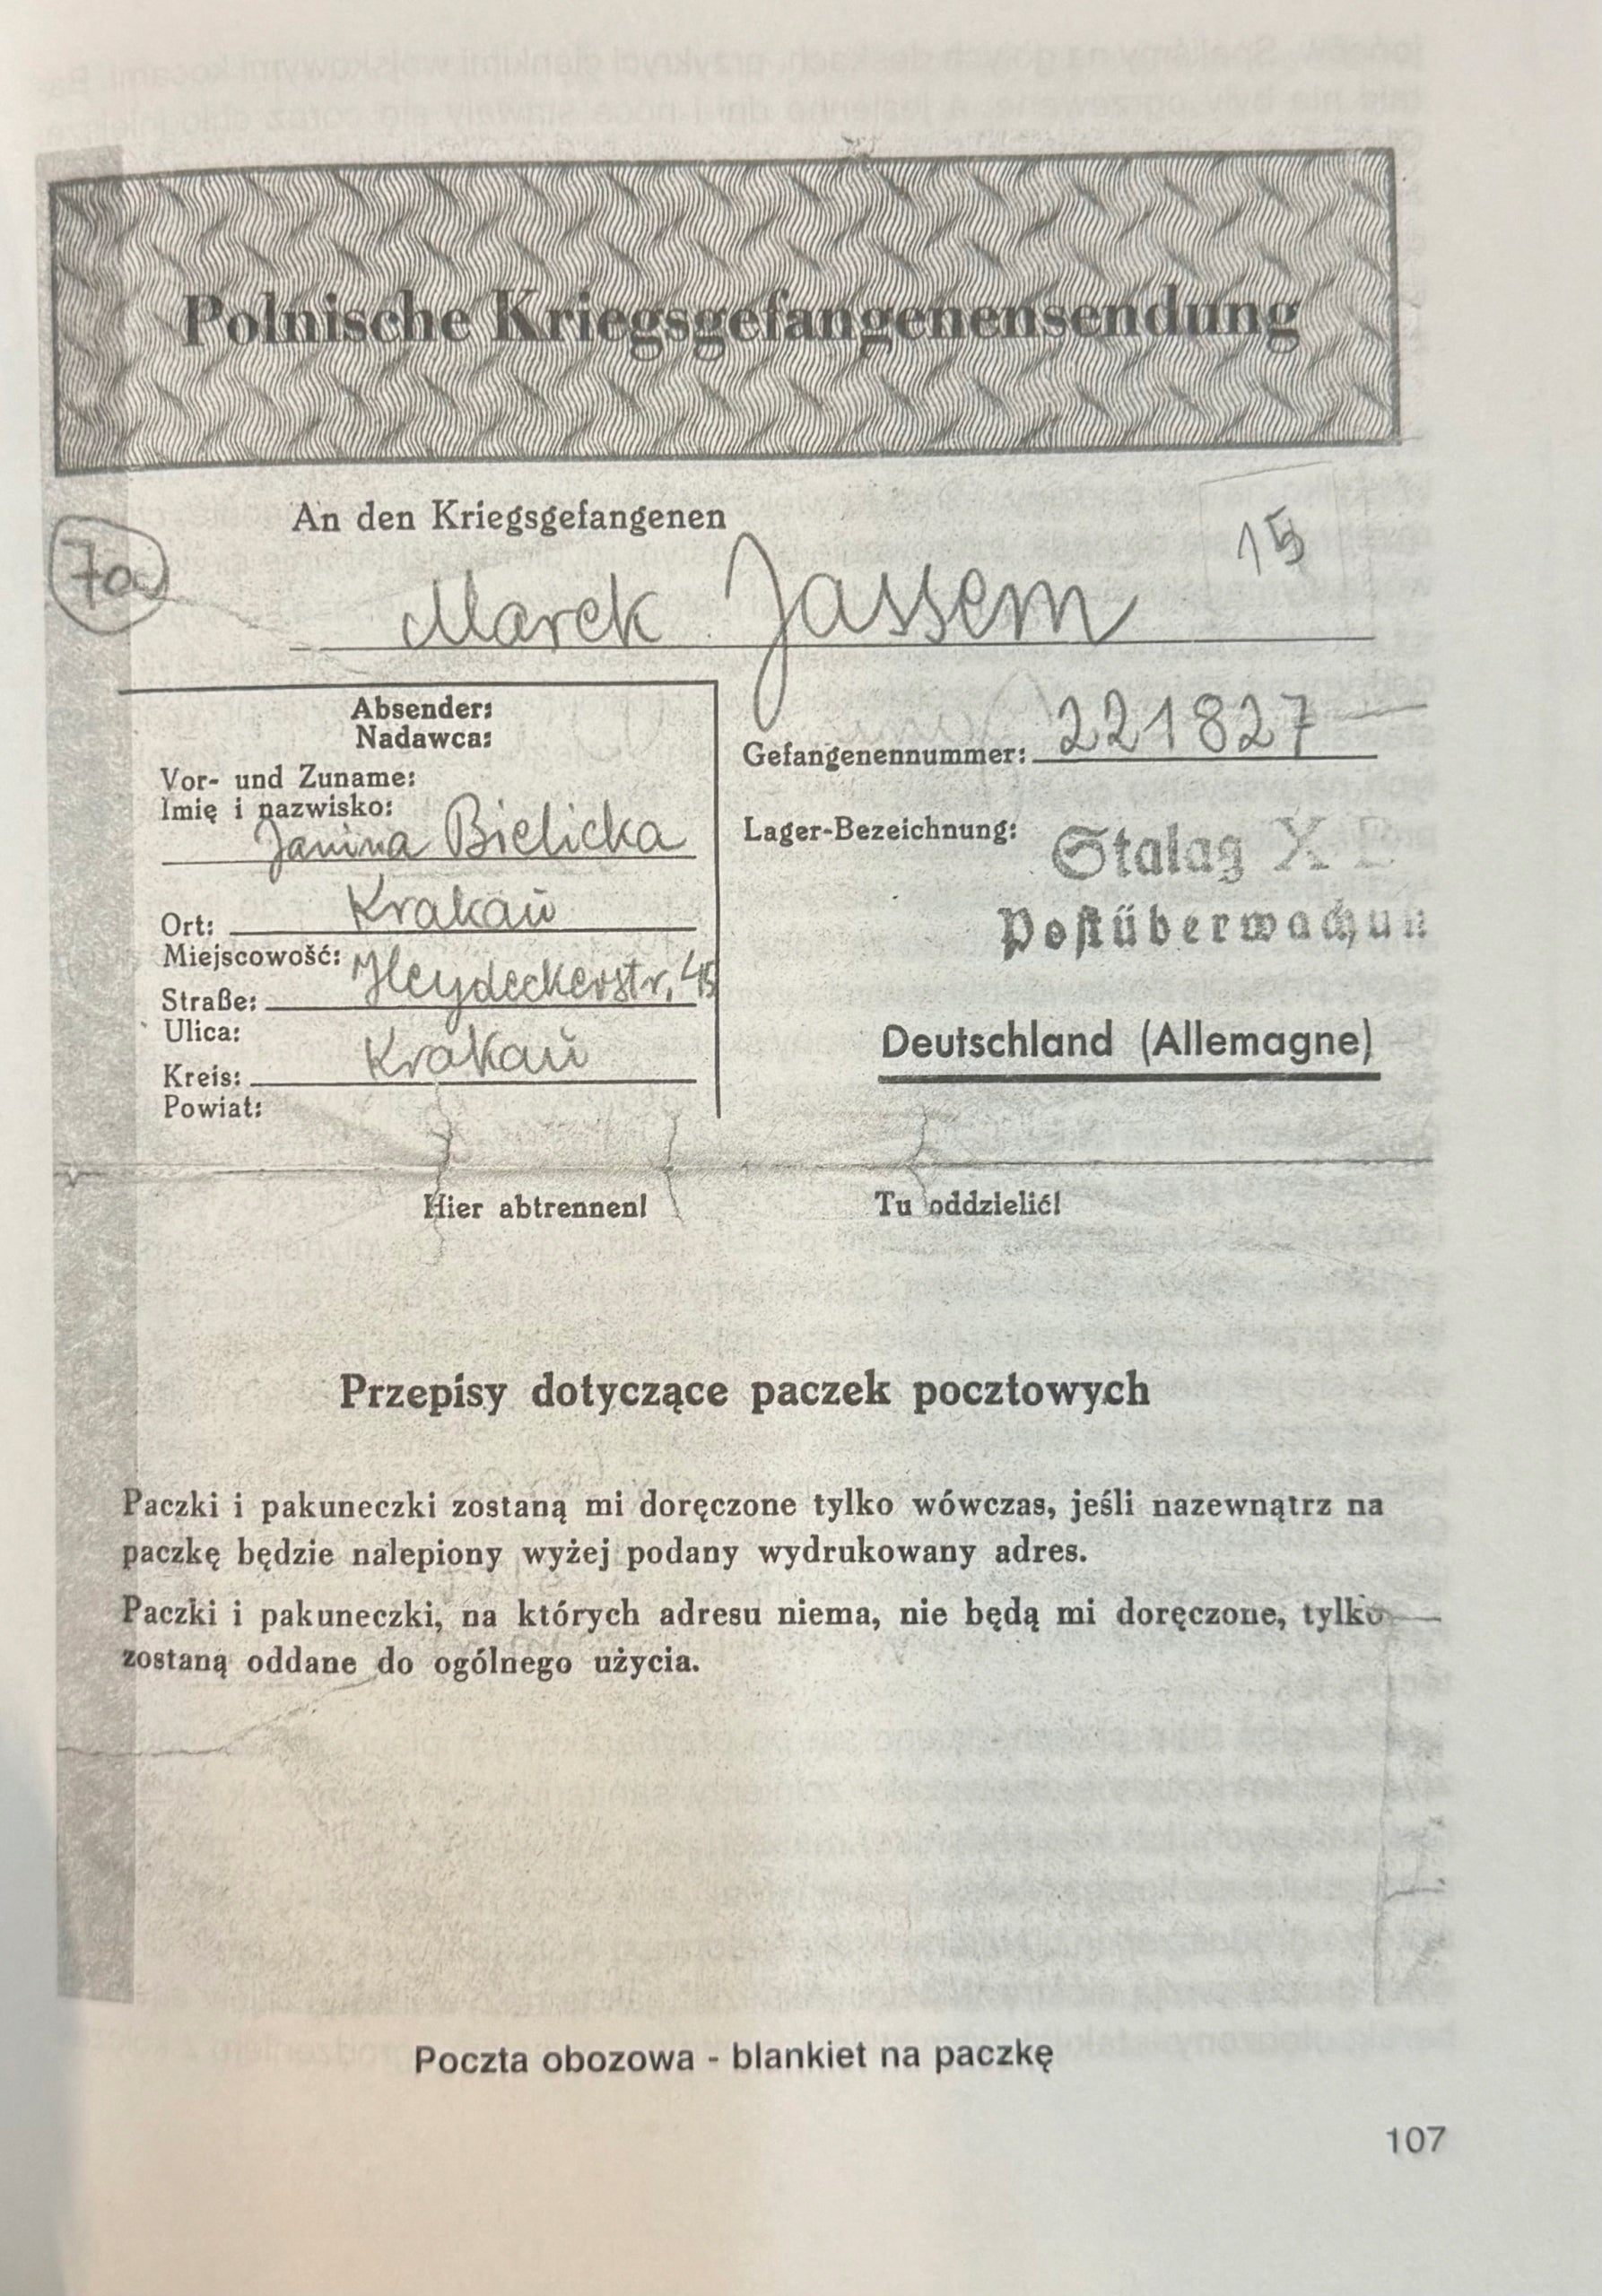 Polnische Kriegsgefangenensendung
An den Kriegsgefangenen
15
7a
Marek Jassem
Absender:
Nadawca:
Vor- und Zuname:
Imię i nazwisko:
Janina Bielicka
Ort: Krakau
Miejscowość:
Straße: Heydeckerstr, 45
Ulica:
Kreis: Krakau
Powiat:
Gefangenennummer: 221827
Lager-Bezeichnung: Stalag X
Postüberwachun
Deutschland (Allemagne)
Hier abtrennen! Tu oddzielić!
Przepisy dotyczące paczek pocztowych
Paczki i pakuneczki zostaną mi doręczone tylko wówczas, jeśli nazewnątrz na
paczkę będzie nalepiony wyżej podany wydrukowany adres.
Paczki i pakuneczki, na których adresu niema, nie będą mi doręczone, tylko
zostaną oddane do ogólnego użycia.
Poczta obozowa - blankiet na paczkę
107